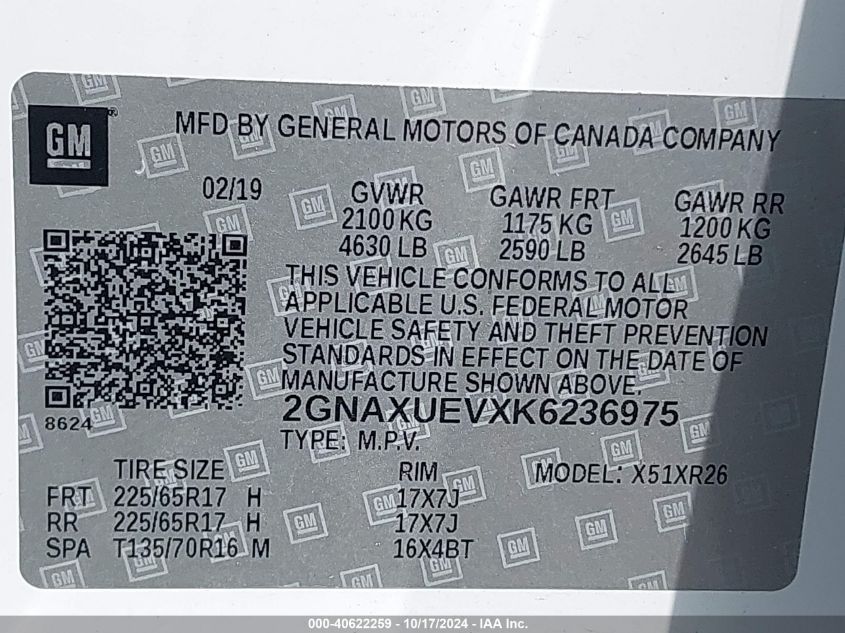 GM
MFD BY GENERAL MOTORS OF CANADA COMPANY
02/19 GVWR GAWR FRT GAWR RR
2100 KG 1175 KG 1200 KG
4630 LB 2590 LB 2645 LB
THIS VEHICLE CONFORMS TO ALL
APPLICABLE U.S. FEDERAL MOTOR
VEHICLE SAFETY AND THEFT PREVENTION
STANDARDS IN EFFECT ON THE DATE OF
MANUFACTURE SHOWN ABOVE.
8624
2GNAXUEVXK6236975
TYPE: M.P.V.
TIRE SIZE RIM MODEL: X51XR26
FRT 225/65R17 H 17X7J
RR 225/65R17 H 17X7J
SPA T135/70R16 M 16X4BT
000-40622259 - 10/17/2024 - IAA Inc.